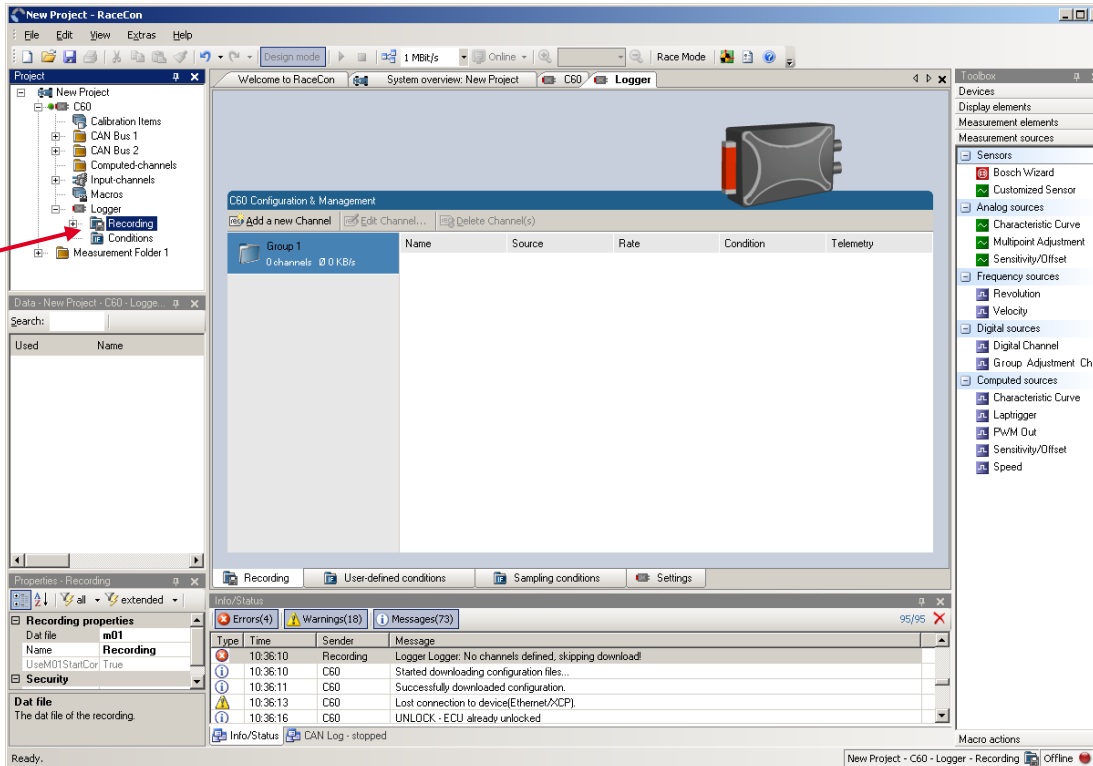 New Project - RaceCon
File Edit View Extras Help
Design mode 1 MBit/s Online Race Mode
Project
New Project
C60
Calibration Items
CAN Bus 1
CAN Bus 2
Computed-channels
Input-channels
Macros
Logger
Recording
Conditions
Measurement Folder 1
Data - New Project - C60 - Logge...
Search:
Used Name
Properties - Recording
all extended
Recording properties
Dat file m01
Name Recording
UseM01StartCor True
Security
Dat file
The dat file of the recording.
Welcome to RaceCon System overview: New Project C60 Logger
C60 Configuration & Management
Add a new Channel Edit Channel... Delete Channel(s)
Group 1
0 channels Ø 0 KB/s
Name Source Rate Condition Telemetry
Recording User-defined conditions Sampling conditions Settings
Info/Status
Errors(4) Warnings(18) Messages(73) 95/95
Type Time Sender Message
10:36:10 Recording Logger Logger: No channels defined, skipping download!
10:36:10 C60 Started downloading configuration files...
10:36:11 C60 Successfully downloaded configuration.
10:36:13 C60 Lost connection to device(Ethernet/XCP).
10:36:16 C60 UNLOCK - ECU already unlocked
Info/Status CAN Log - stopped
Toolbox
Devices
Display elements
Measurement elements
Measurement sources
Sensors
Bosch Wizard
Customized Sensor
Analog sources
Characteristic Curve
Multipoint Adjustment
Sensitivity/Offset
Frequency sources
Revolution
Velocity
Digital sources
Digital Channel
Group Adjustment Ch
Computed sources
Characteristic Curve
Laptrigger
PWM Out
Sensitivity/Offset
Speed
Macro actions
Ready. New Project - C60 - Logger - Recording Offline